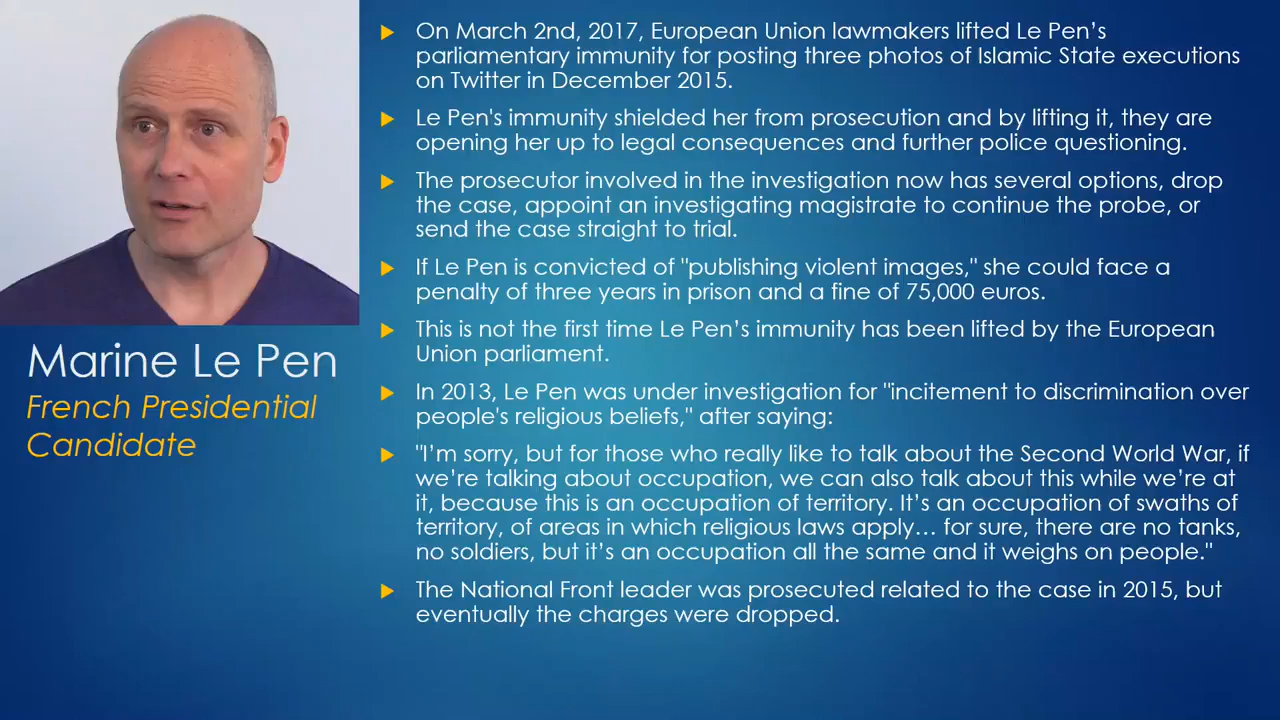 Marine Le Pen
French Presidential
Candidate
On March 2nd, 2017, European Union lawmakers lifted Le Pen’s
parliamentary immunity for posting three photos of Islamic State executions
on Twitter in December 2015.
Le Pen's immunity shielded her from prosecution and by lifting it, they are
opening her up to legal consequences and further police questioning.
The prosecutor involved in the investigation now has several options, drop
the case, appoint an investigating magistrate to continue the probe, or
send the case straight to trial.
If Le Pen is convicted of "publishing violent images," she could face a
penalty of three years in prison and a fine of 75,000 euros.
This is not the first time Le Pen’s immunity has been lifted by the European
Union parliament.
In 2013, Le Pen was under investigation for "incitement to discrimination over
people's religious beliefs," after saying:
"I’m sorry, but for those who really like to talk about the Second World War, if
we’re talking about occupation, we can also talk about this while we’re at
it, because this is an occupation of territory. It’s an occupation of swaths of
territory, of areas in which religious laws apply… for sure, there are no tanks,
no soldiers, but it’s an occupation all the same and it weighs on people."
The National Front leader was prosecuted related to the case in 2015, but
eventually the charges were dropped.